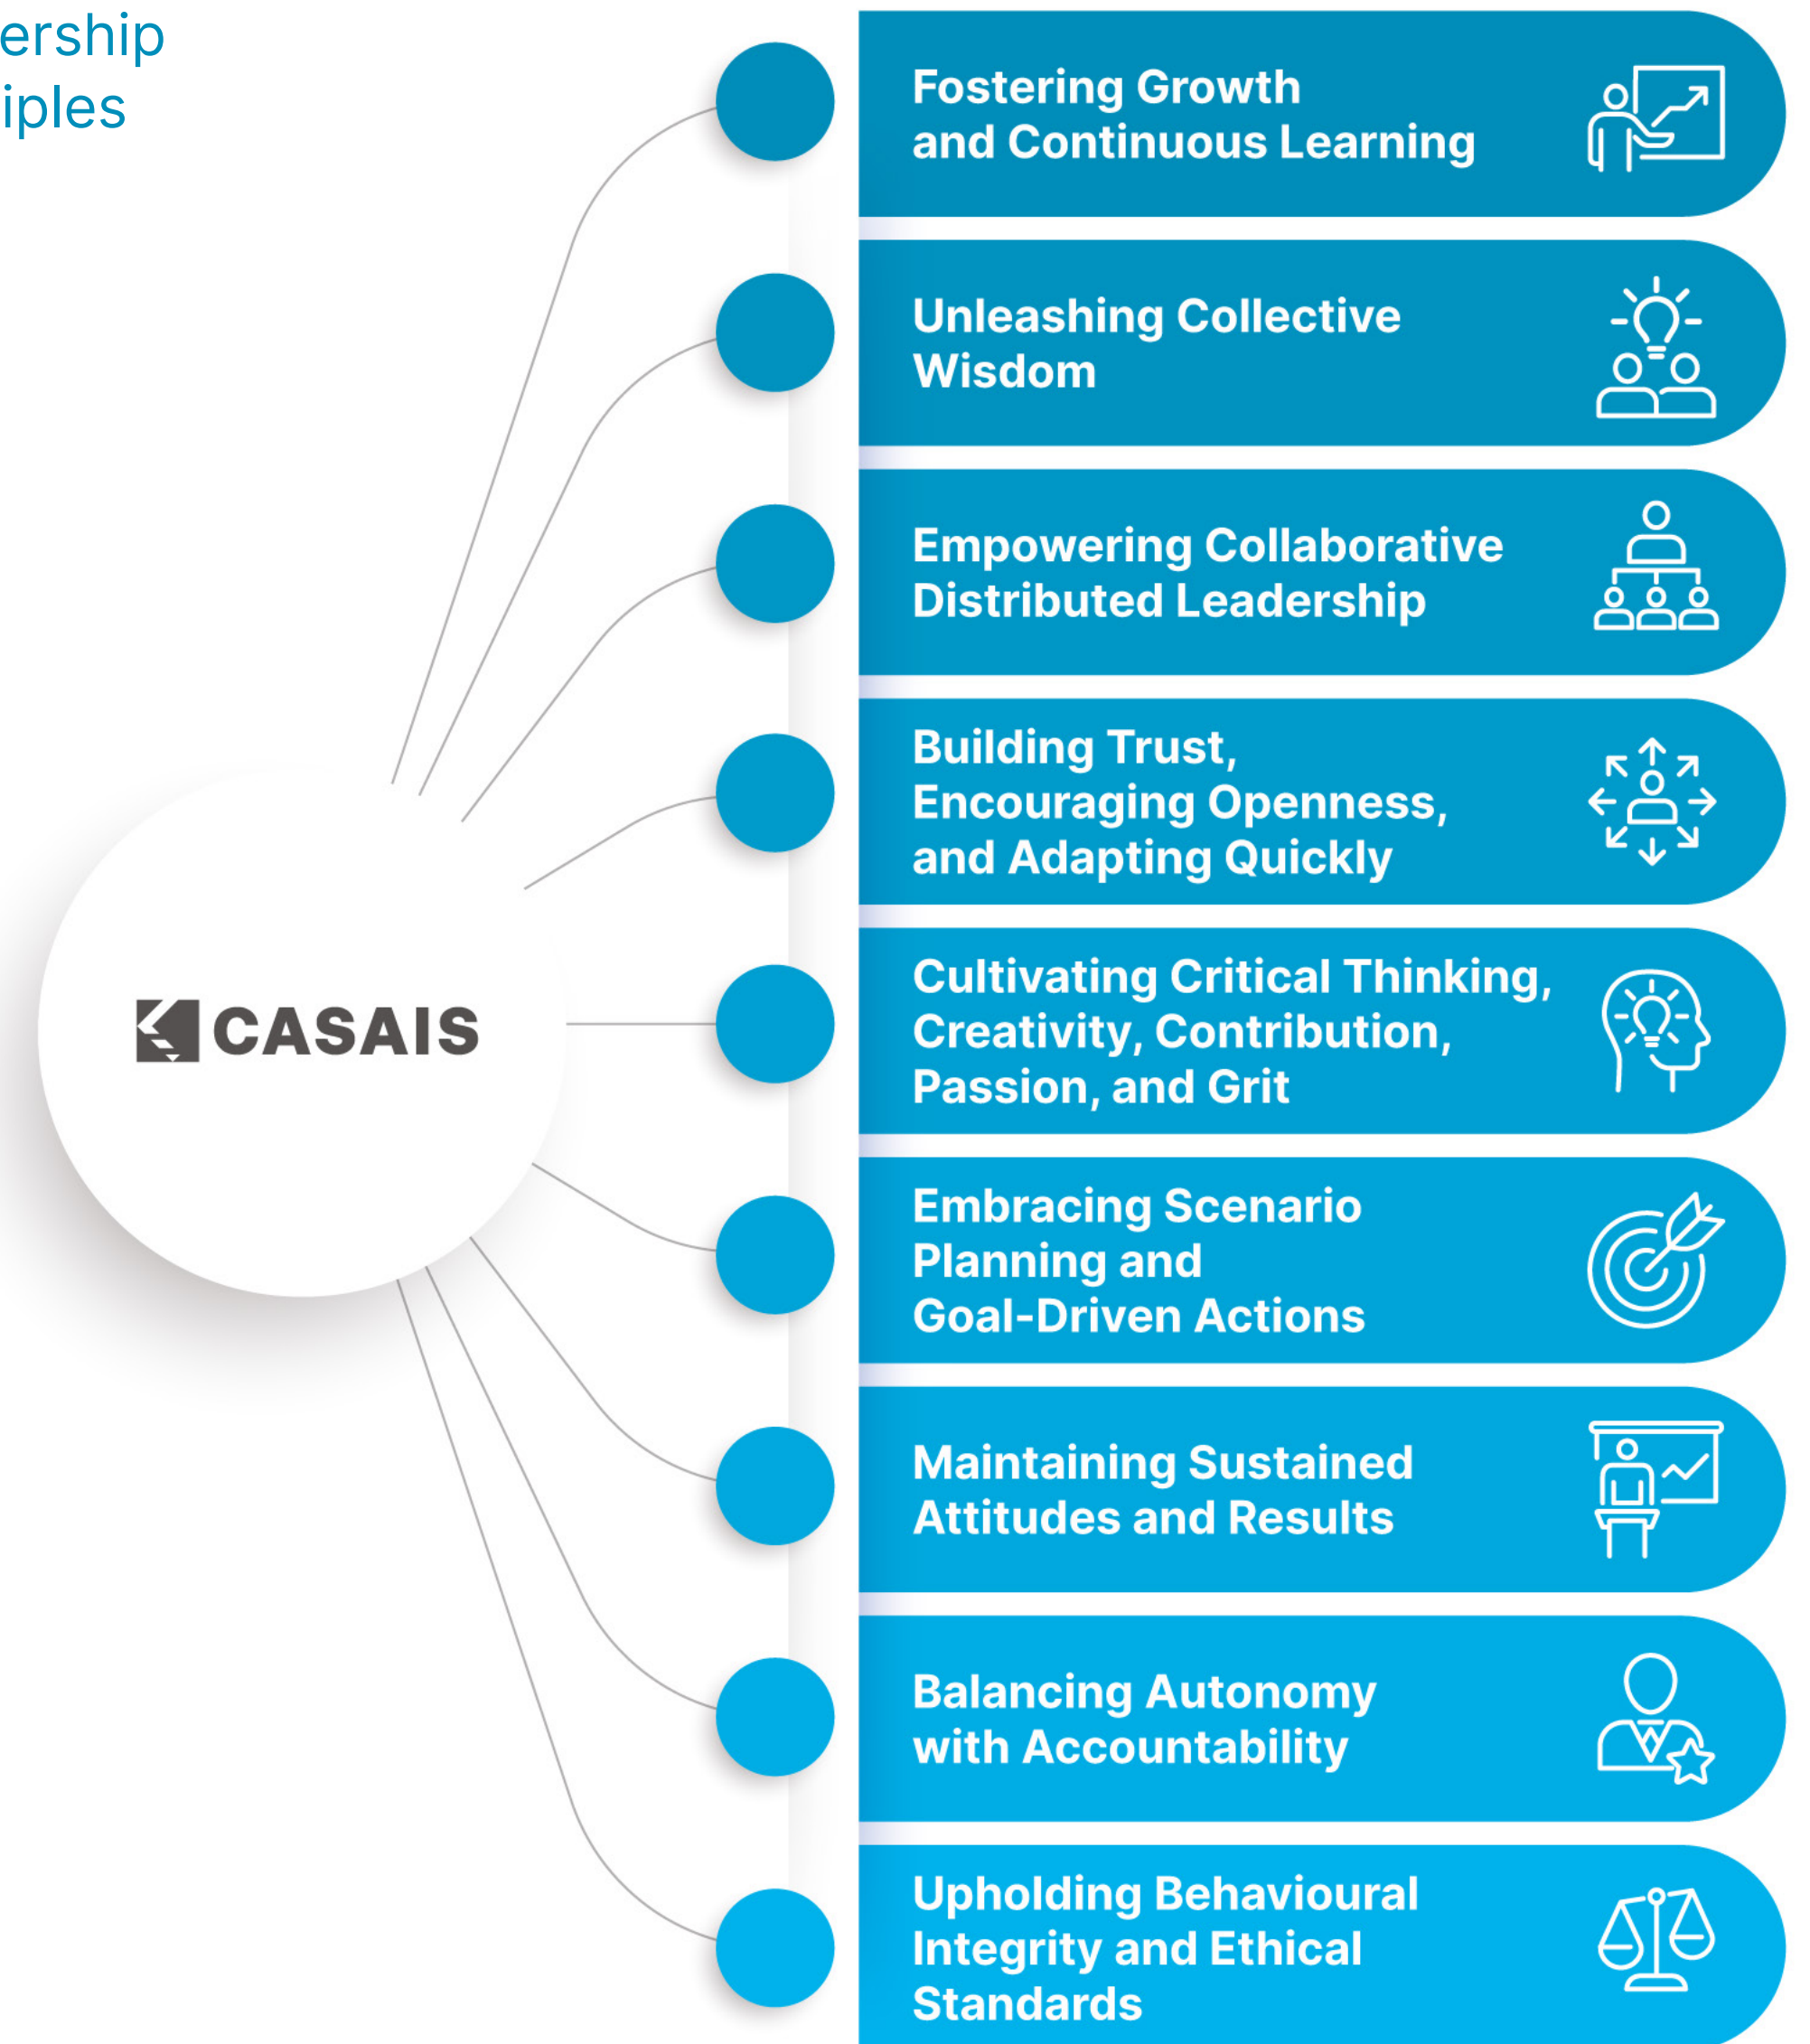 ership
iples
Fostering Growth
and Continuous Learning
Unleashing Collective
Wisdom
Empowering Collaborative
Distributed Leadership
Building Trust,
Encouraging Openness,
and Adapting Quickly
CASAIS
Cultivating Critical Thinking,
Creativity, Contribution,
Passion, and Grit
Embracing Scenario
Planning and
Goal-Driven Actions
Maintaining Sustained
Attitudes and Results
Balancing Autonomy
with Accountability
Upholding Behavioural
Integrity and Ethical
Standards